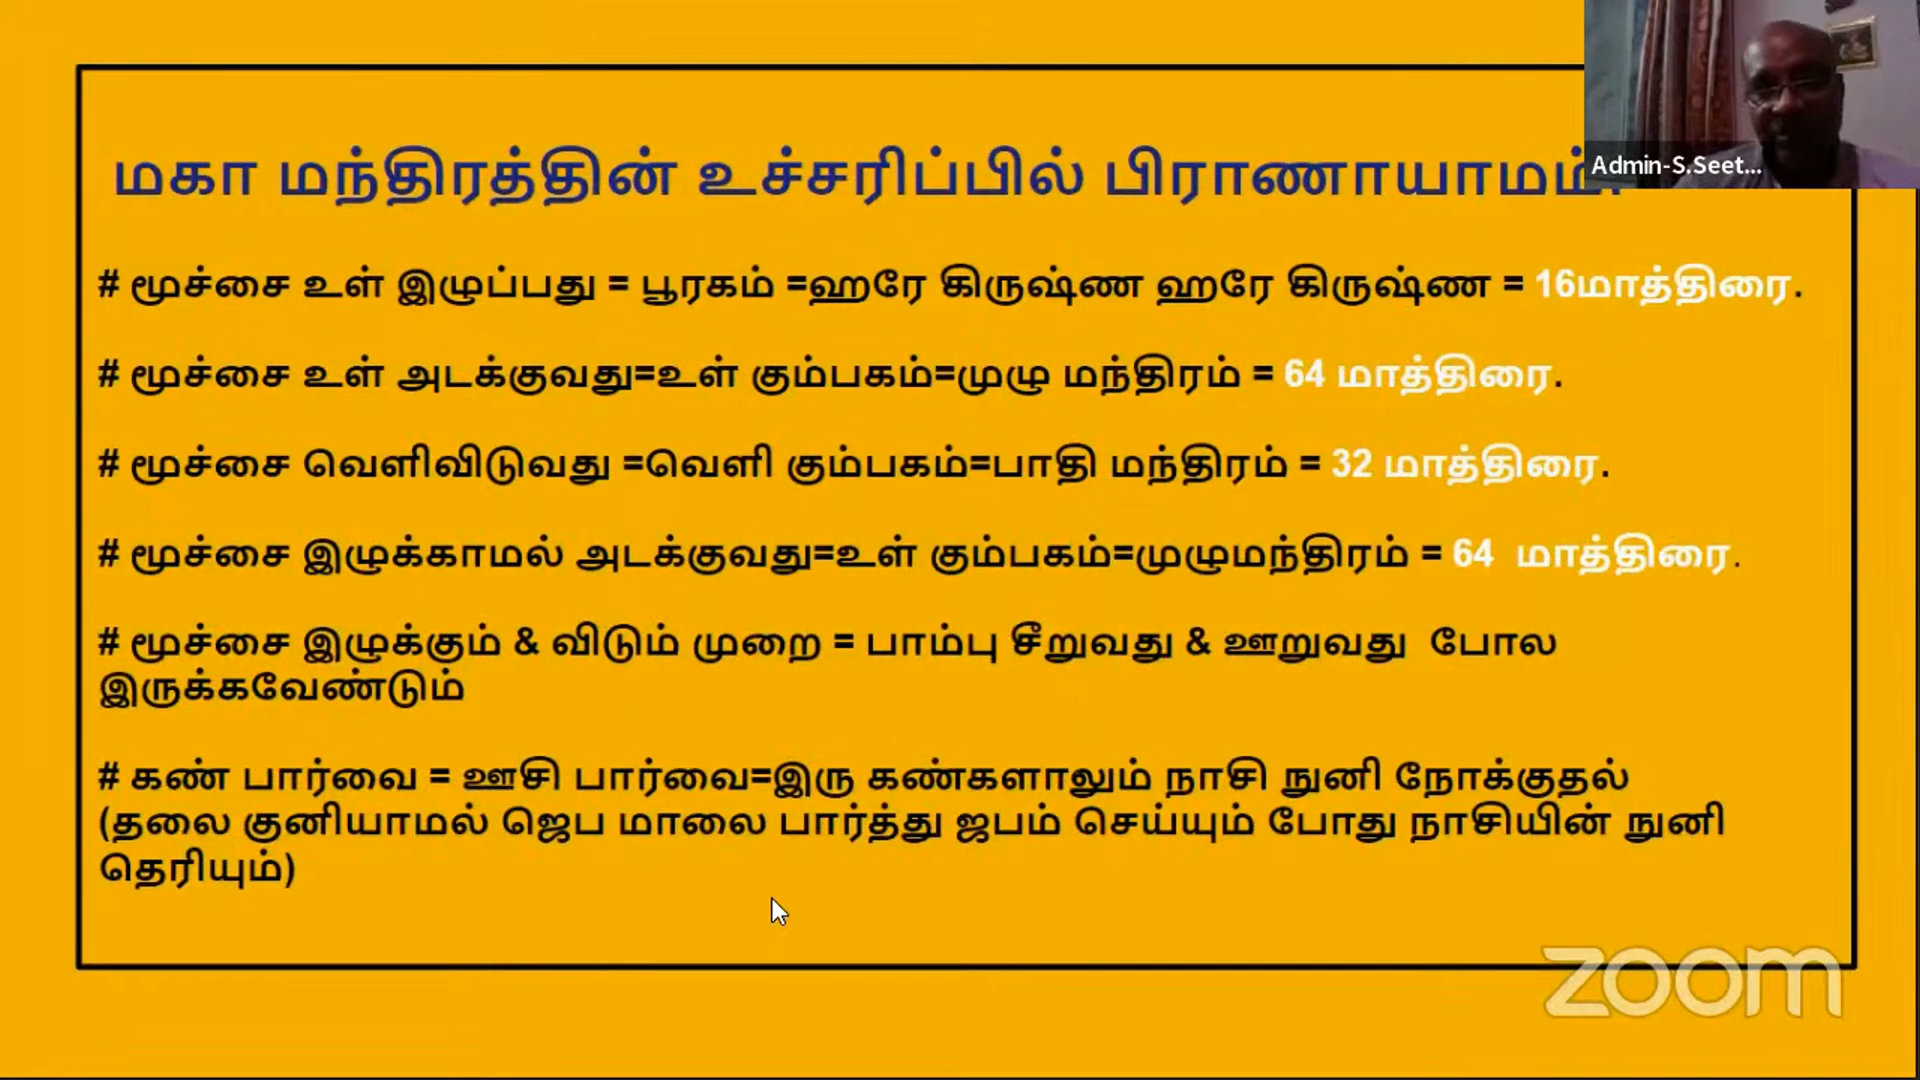 மகா மந்திரத்தின் உச்சரிப்பில் பிராணாயாமம்.
Admin-S.Seet...
# மூச்சை உள் இழுப்பது = பூரகம் =ஹரே கிருஷ்ண ஹரே கிருஷ்ண = 16மாத்திரை.
# மூச்சை உள் அடக்குவது=உள் கும்பகம்=முழு மந்திரம் = 64 மாத்திரை.
# மூச்சை வெளிவிடுவது =வெளி கும்பகம்=பாதி மந்திரம் = 32 மாத்திரை.
# மூச்சை இழுக்காமல் அடக்குவது=உள் கும்பகம்=முழுமந்திரம் = 64 மாத்திரை.
# மூச்சை இழுக்கும் & விடும் முறை = பாம்பு சீறுவது & ஊறுவது போல
இருக்கவேண்டும்
# கண் பார்வை = ஊசி பார்வை=இரு கண்களாலும் நாசி நுனி நோக்குதல்
(தலை குனியாமல் ஜெப மாலை பார்த்து ஜபம் செய்யும் போது நாசியின் நுனி
தெரியும்)
zoom